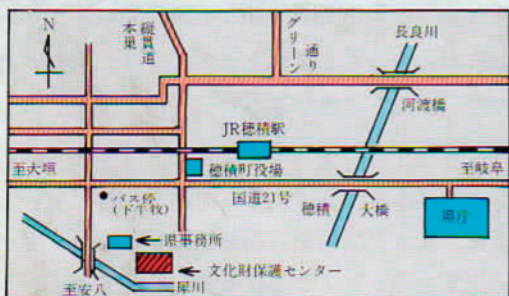 N
本巣
縦貫道
グリーン
通り
長良川
河渡橋
JR穂積駅
至大垣
穂積町役場
至岐阜
バス停
(下牛牧)
国道21号
穂積
大橋
県庁
県事務所
文化財保護センター
至安八
犀川